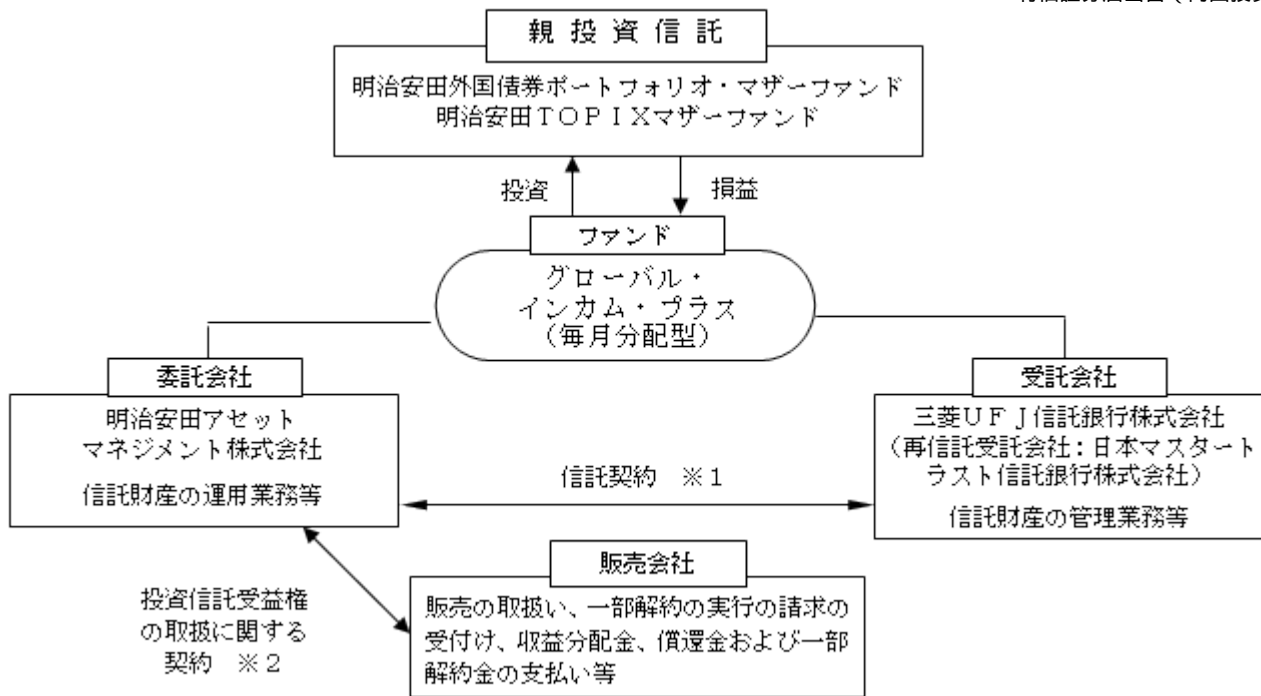 親投資信託
明治安田外国債券ポートフォリオ・マザーファンド
明治安田ＴＯＰＩＸマザーファンド
投資
損益
ファンド
グローバル・
インカム・プラス
（毎月分配型）
委託会社
明治安田アセット
マネジメント株式会社
信託財産の運用業務等
受託会社
三菱ＵＦＪ信託銀行株式会社
（再信託受託会社：日本マスタート
ラスト信託銀行株式会社）
信託財産の管理業務等
信託契約　※１
販売会社
販売の取扱い、一部解約の実行の請求の
受付け、収益分配金、償還金および一部
解約金の支払い等
投資信託受益権
の取扱に関する
契約　※２